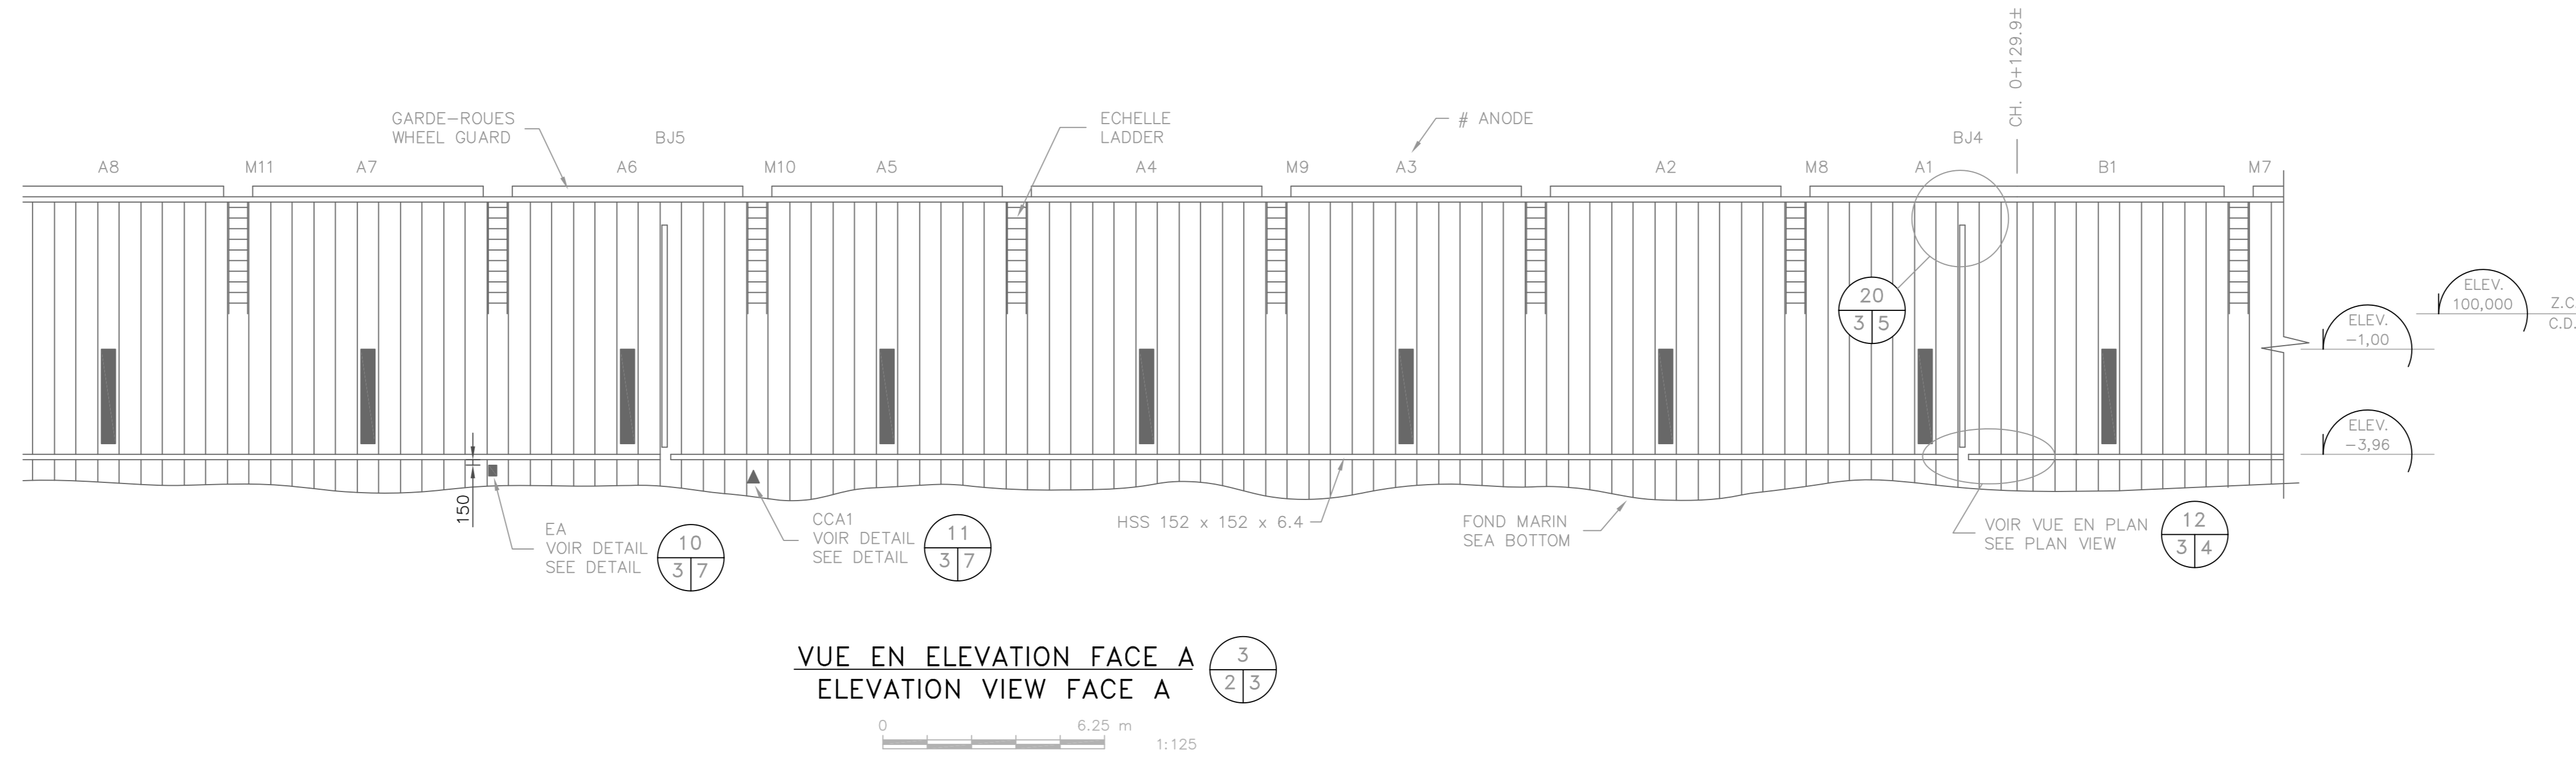 CH. 0+129.9±
GARDE-ROUES
WHEEL GUARD
BJ5
ECHELLE
LADDER
# ANODE
BJ4
A8
M11
A7
A6
M10
A5
A4
M9
A3
A2
M8
A1
B1
M7
20
3 5
ELEV.
100,000
Z.C.
C.D.
ELEV.
-1,00
ELEV.
-3,96
150
EA
VOIR DETAIL
SEE DETAIL
10
3 7
CCA1
VOIR DETAIL
SEE DETAIL
11
3 7
HSS 152 x 152 x 6.4
FOND MARIN
SEA BOTTOM
VOIR VUE EN PLAN
SEE PLAN VIEW
12
3 4
VUE EN ELEVATION FACE A
ELEVATION VIEW FACE A
3
2 3
0 6.25 m
1:125